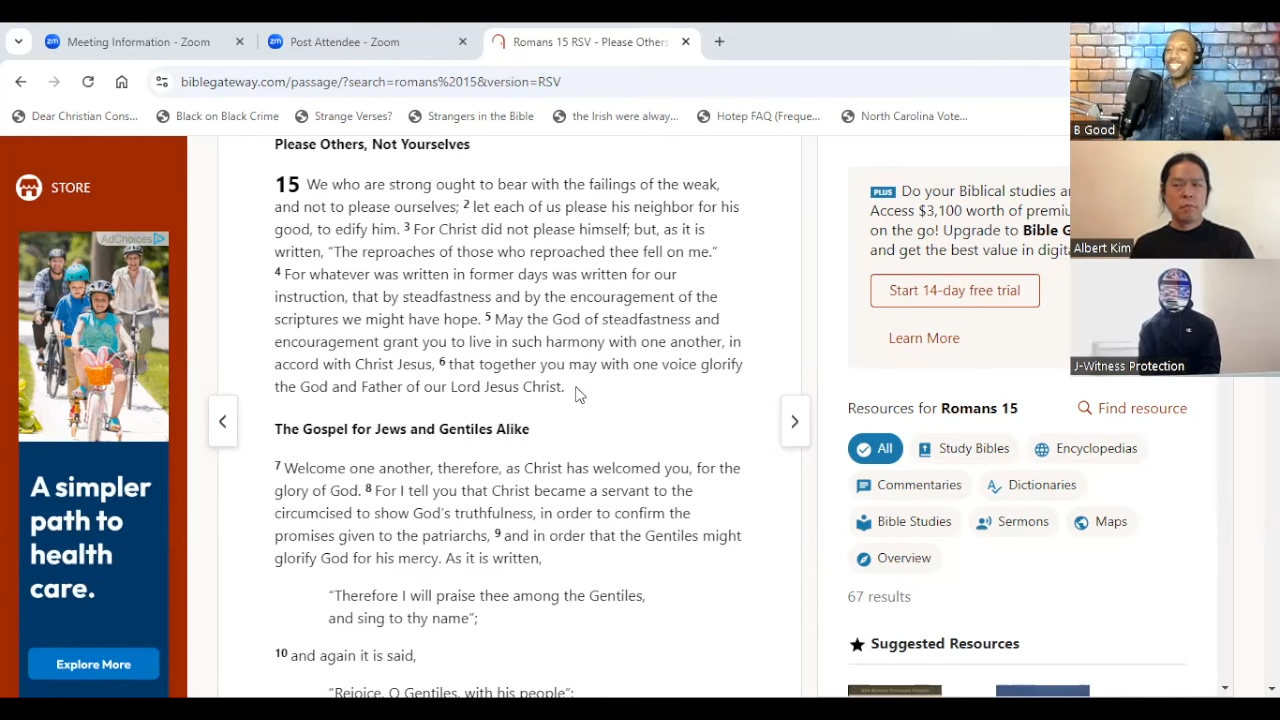 Meeting Information - Zoom
Post Attendee - Zoom
Romans 15 RSV - Please Others
biblegateway.com/passage/?search=romans%2015&version=RSV
Dear Christian Cons...
Black on Black Crime
Strange Verses?
Strangers in the Bible
the Irish were alway...
Hotep FAQ (Freque...
North Carolina Vote...
B Good
Albert Kim
J-Witness Protection
STORE
AdChoices
A simpler
path to
health
care.
Explore More
Please Others, Not Yourselves
15 We who are strong ought to bear with the failings of the weak,
and not to please ourselves; 2 let each of us please his neighbor for his
good, to edify him. 3 For Christ did not please himself; but, as it is
written, “The reproaches of those who reproached thee fell on me.”
4 For whatever was written in former days was written for our
instruction, that by steadfastness and by the encouragement of the
scriptures we might have hope. 5 May the God of steadfastness and
encouragement grant you to live in such harmony with one another, in
accord with Christ Jesus, 6 that together you may with one voice glorify
the God and Father of our Lord Jesus Christ.
The Gospel for Jews and Gentiles Alike
7 Welcome one another, therefore, as Christ has welcomed you, for the
glory of God. 8 For I tell you that Christ became a servant to the
circumcised to show God’s truthfulness, in order to confirm the
promises given to the patriarchs, 9 and in order that the Gentiles might
glorify God for his mercy. As it is written,
“Therefore I will praise thee among the Gentiles,
and sing to thy name”;
10 and again it is said,
“Rejoice, O Gentiles, with his people”;
PLUS Do your Biblical studies
Access $3,100 worth of
on the go! Upgrade to Bible
and get the best value in
Start 14-day free trial
Learn More
Resources for Romans 15
Find resource
All
Study Bibles
Encyclopedias
Commentaries
Dictionaries
Bible Studies
Sermons
Maps
Overview
67 results
Suggested Resources